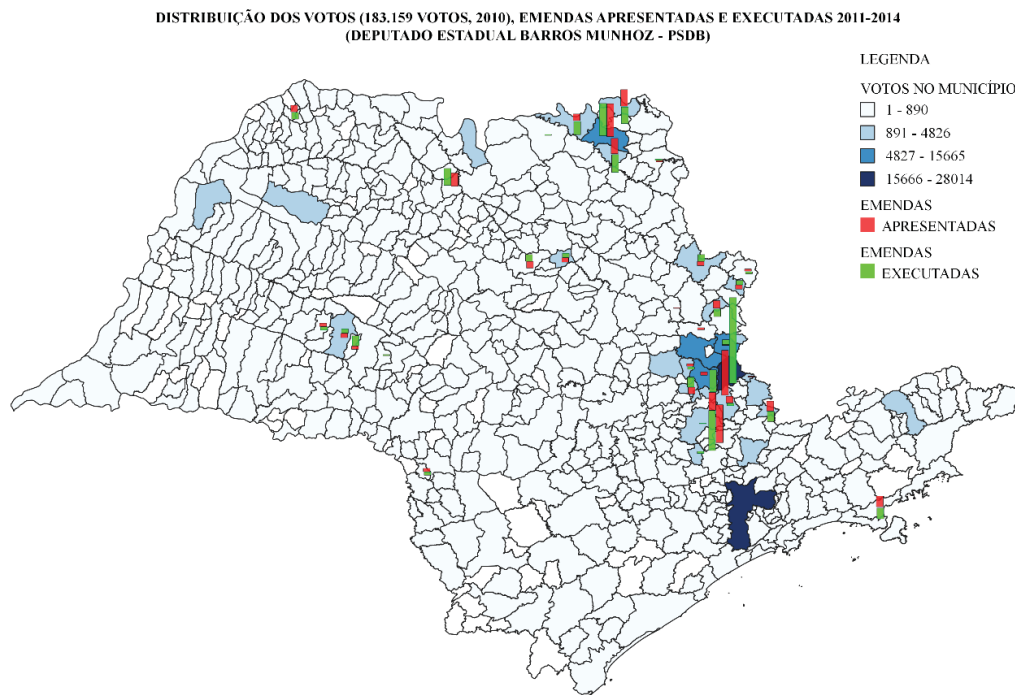 DISTRIBUIÇÃO DOS VOTOS (183.159 VOTOS, 2010), EMENDAS APRESENTADAS E EXECUTADAS 2011-2014
(DEPUTADO ESTADUAL BARROS MUNHOZ - PSDB)
LEGENDA
VOTOS NO MUNICÍPIO
1 - 890
891 - 4826
4827 - 15665
15666 - 28014
EMENDAS
APRESENTADAS
EMENDAS
EXECUTADAS